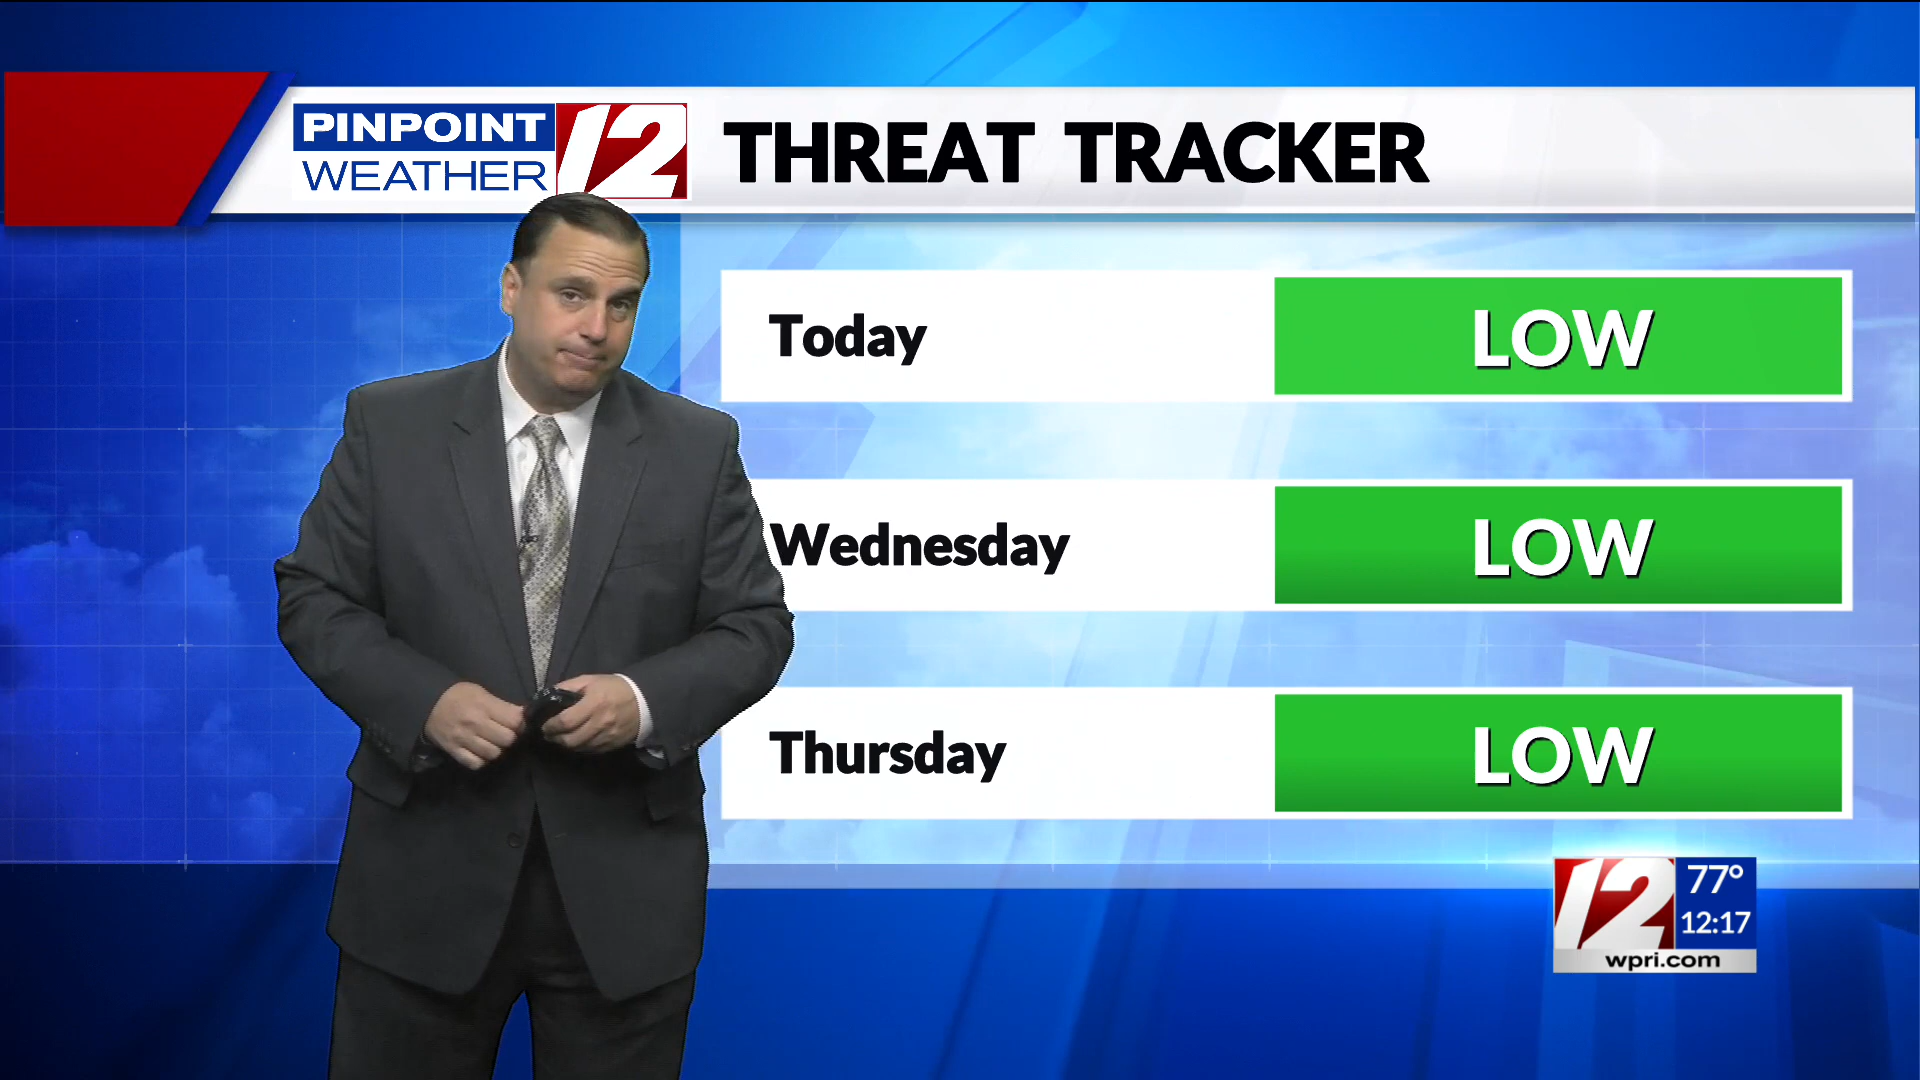 PINPOINT
WEATHER
12
THREAT TRACKER
Today
LOW
Wednesday
LOW
Thursday
LOW
12
77°
12:17
wpri.com